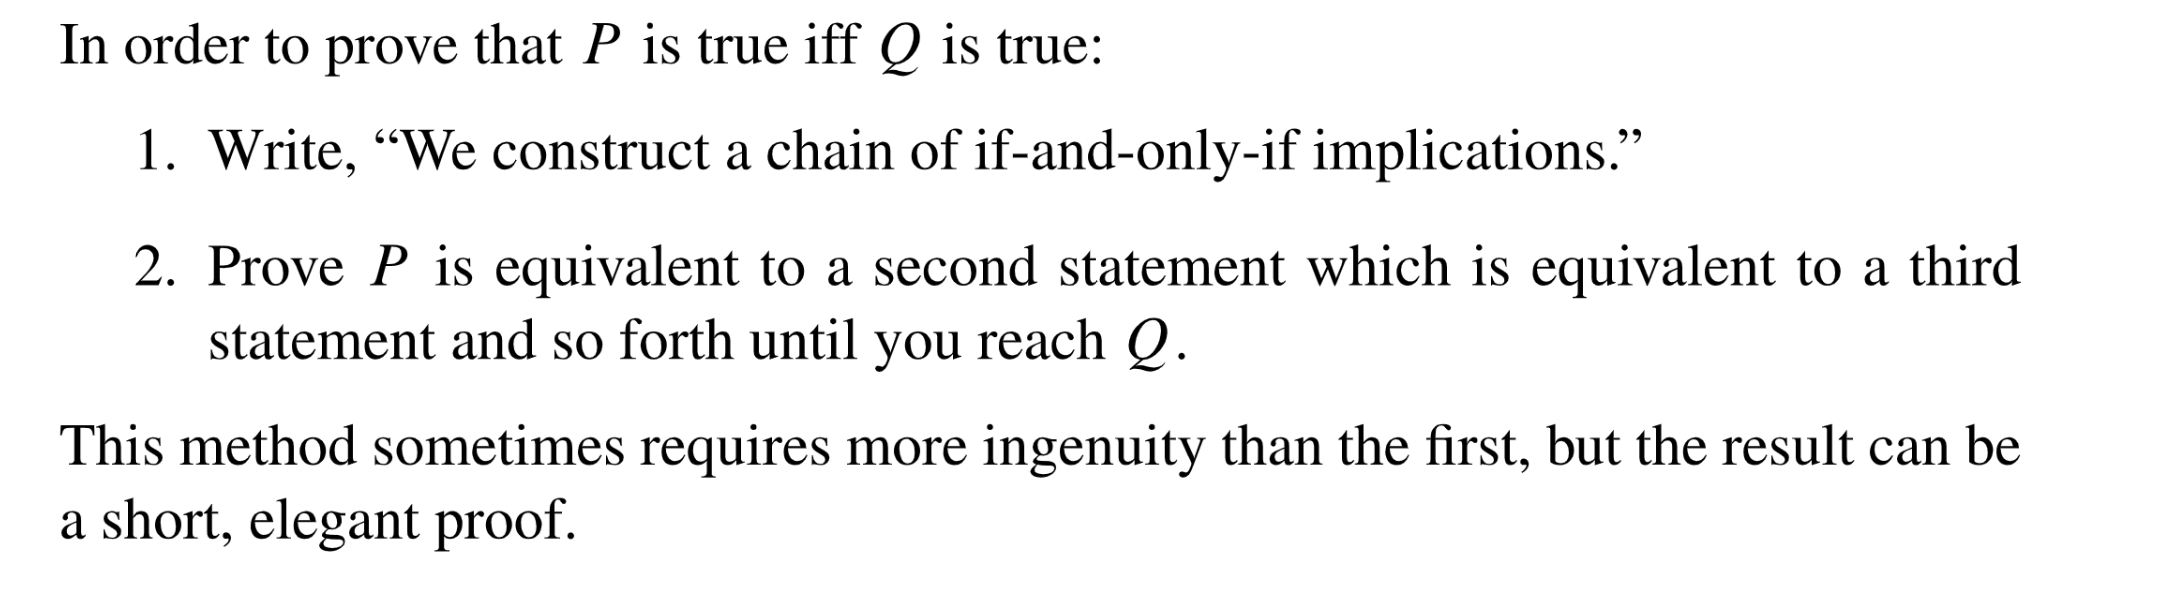 In order to prove that P is true iff Q is true:
1. Write, “We construct a chain of if-and-only-if implications.”
2. Prove P is equivalent to a second statement which is equivalent to a third
statement and so forth until you reach Q.
This method sometimes requires more ingenuity than the first, but the result can be
a short, elegant proof.